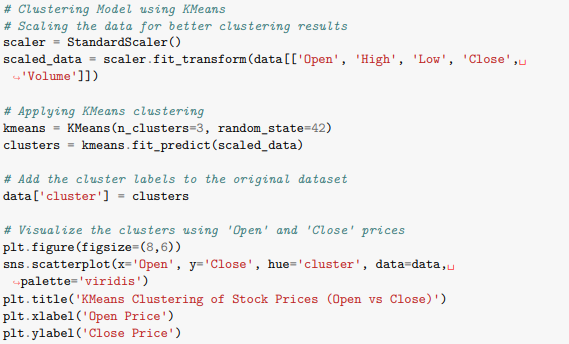 # Clustering Model using KMeans
# Scaling the data for better clustering results
scaler = StandardScaler()
scaled_data = scaler.fit_transform(data[['Open', 'High', 'Low', 'Close',␣
↪'Volume']])
# Applying KMeans clustering
kmeans = KMeans(n_clusters=3, random_state=42)
clusters = kmeans.fit_predict(scaled_data)
# Add the cluster labels to the original dataset
data['cluster'] = clusters
# Visualize the clusters using 'Open' and 'Close' prices
plt.figure(figsize=(8,6))
sns.scatterplot(x='Open', y='Close', hue='cluster', data=data,␣
↪palette='viridis')
plt.title('KMeans Clustering of Stock Prices (Open vs Close)')
plt.xlabel('Open Price')
plt.ylabel('Close Price')